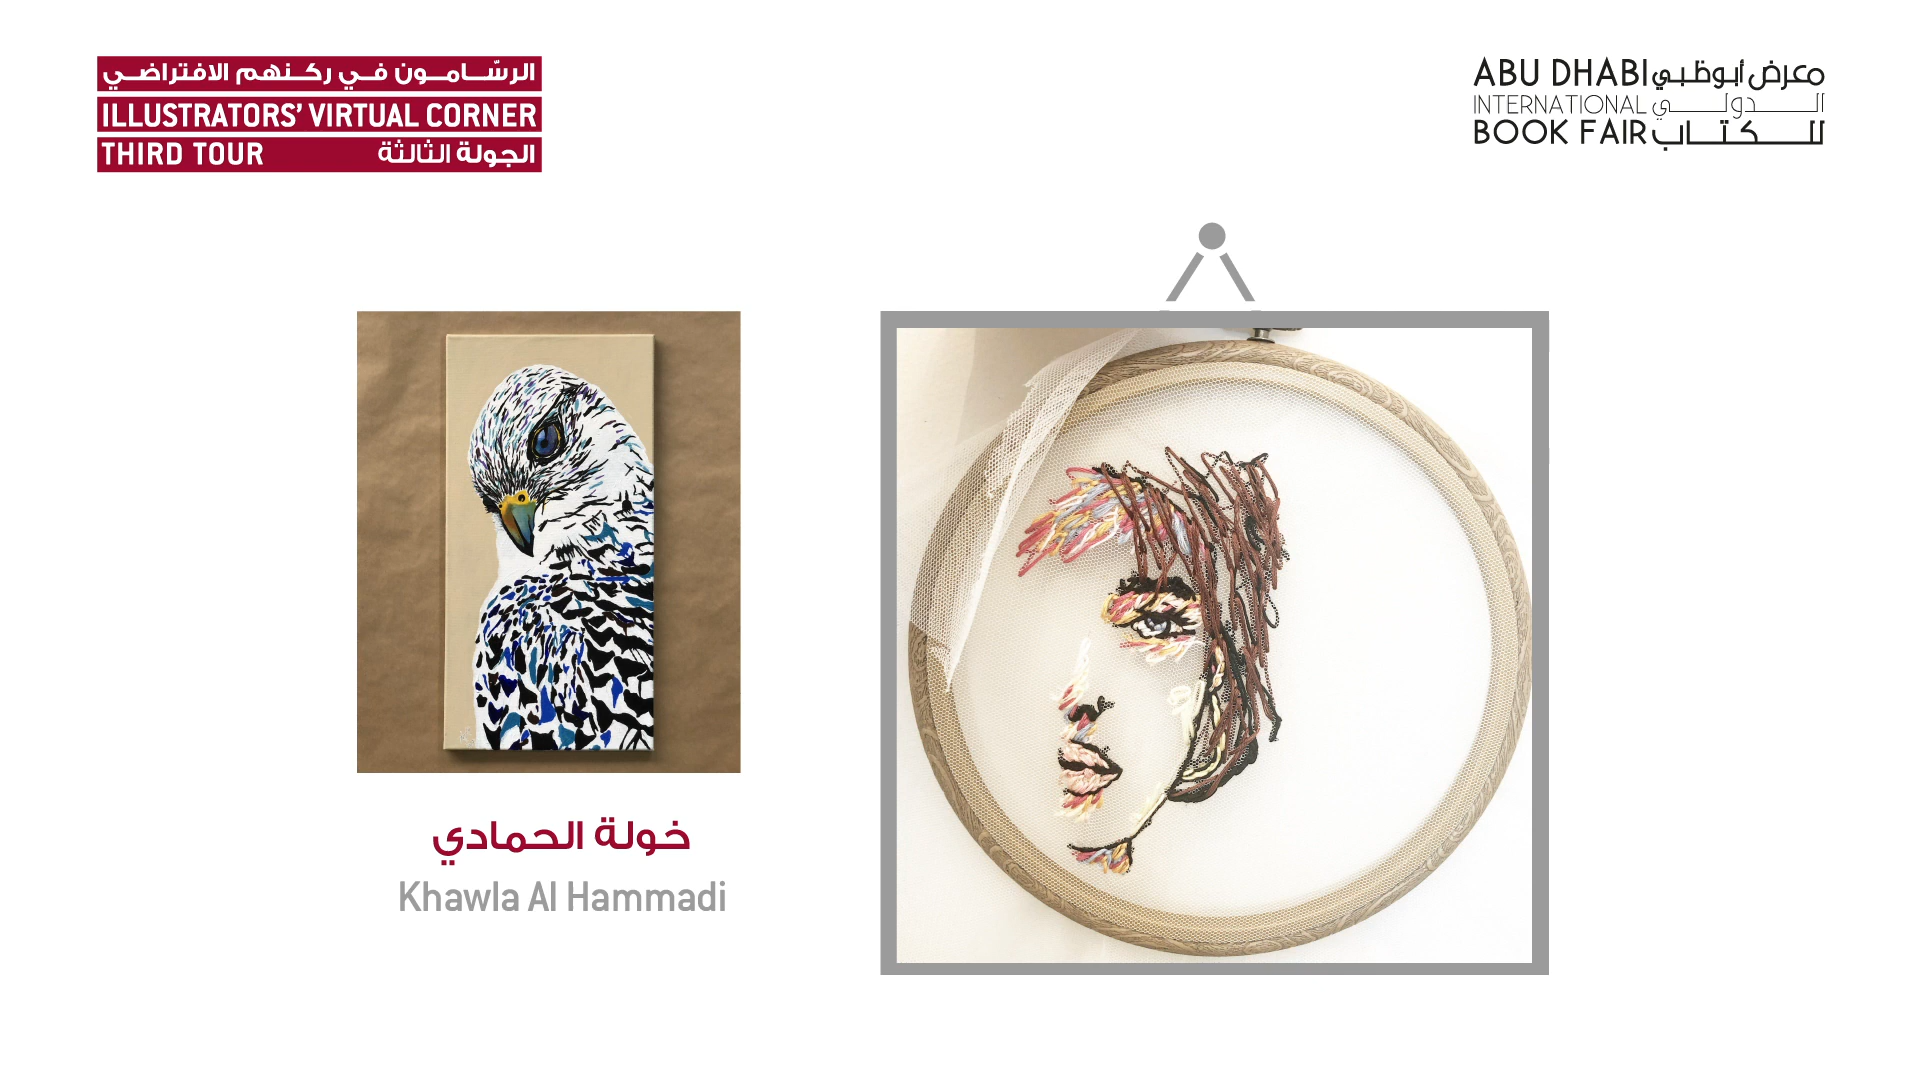 الرسّامون في ركنهم الافتراضي
ILLUSTRATORS' VIRTUAL CORNER
THIRD TOUR الجولة الثالثة
ABU DHABI معرض أبوظبي
INTERNATIONAL الدولي
BOOK FAIR للكتاب
خولة الحمادي
Khawla Al Hammadi